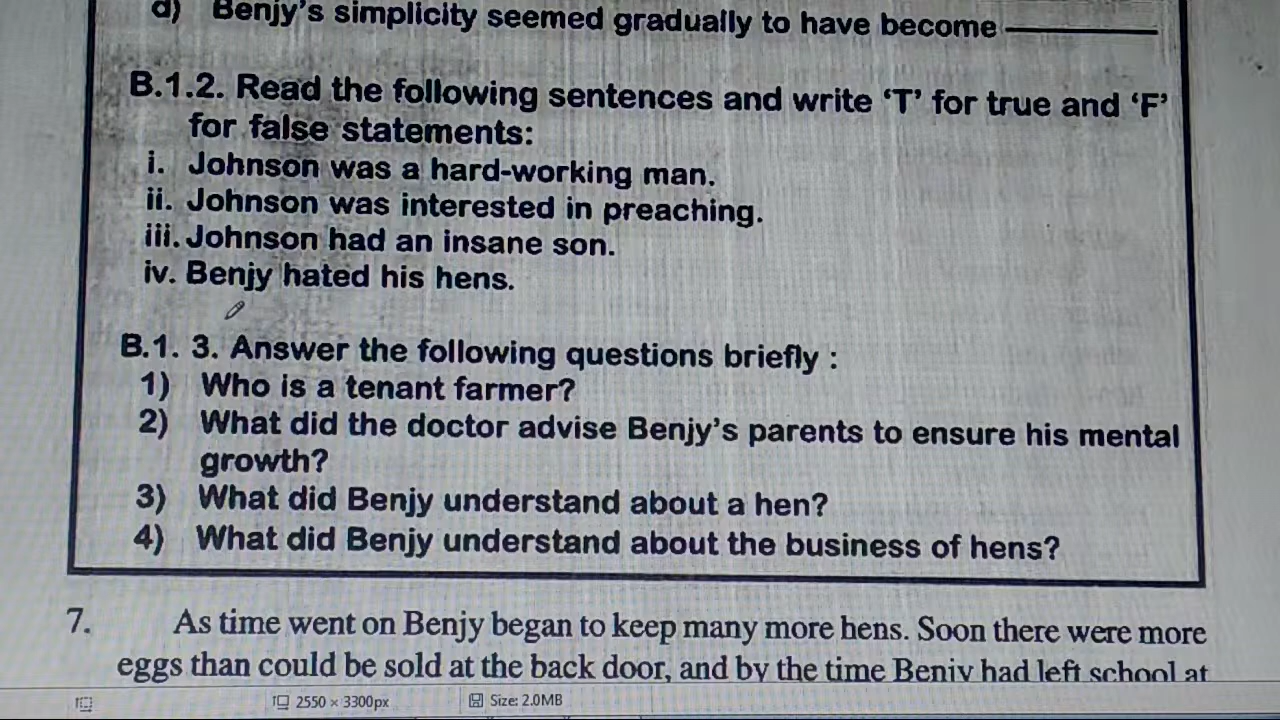 d) Benjy's simplicity seemed gradually to have become
B.1.2. Read the following sentences and write ‘T’ for true and ‘F’
for false statements:
i. Johnson was a hard-working man.
ii. Johnson was interested in preaching.
iii. Johnson had an insane son.
iv. Benjy hated his hens.
B.1. 3. Answer the following questions briefly :
1) Who is a tenant farmer?
2) What did the doctor advise Benjy’s parents to ensure his mental
growth?
3) What did Benjy understand about a hen?
4) What did Benjy understand about the business of hens?
7. As time went on Benjy began to keep many more hens. Soon there were more
eggs than could be sold at the back door, and by the time Benjy had left school at
2550 × 3300px Size: 2.0MB